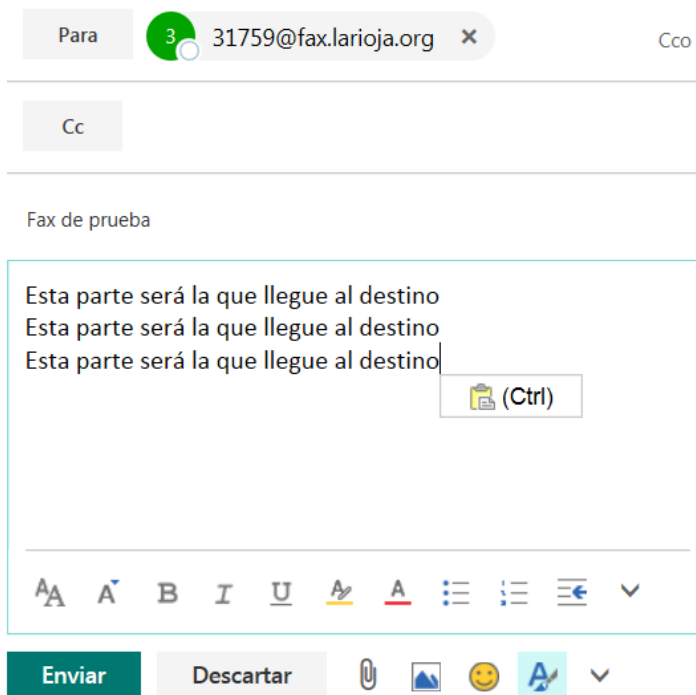 Para 3 31759@fax.larioja.org × Cco
Cc
Fax de prueba
Esta parte será la que llegue al destino
Esta parte será la que llegue al destino
Esta parte será la que llegue al destino
(Ctrl)
AA A B I U A A
Enviar Descartar A